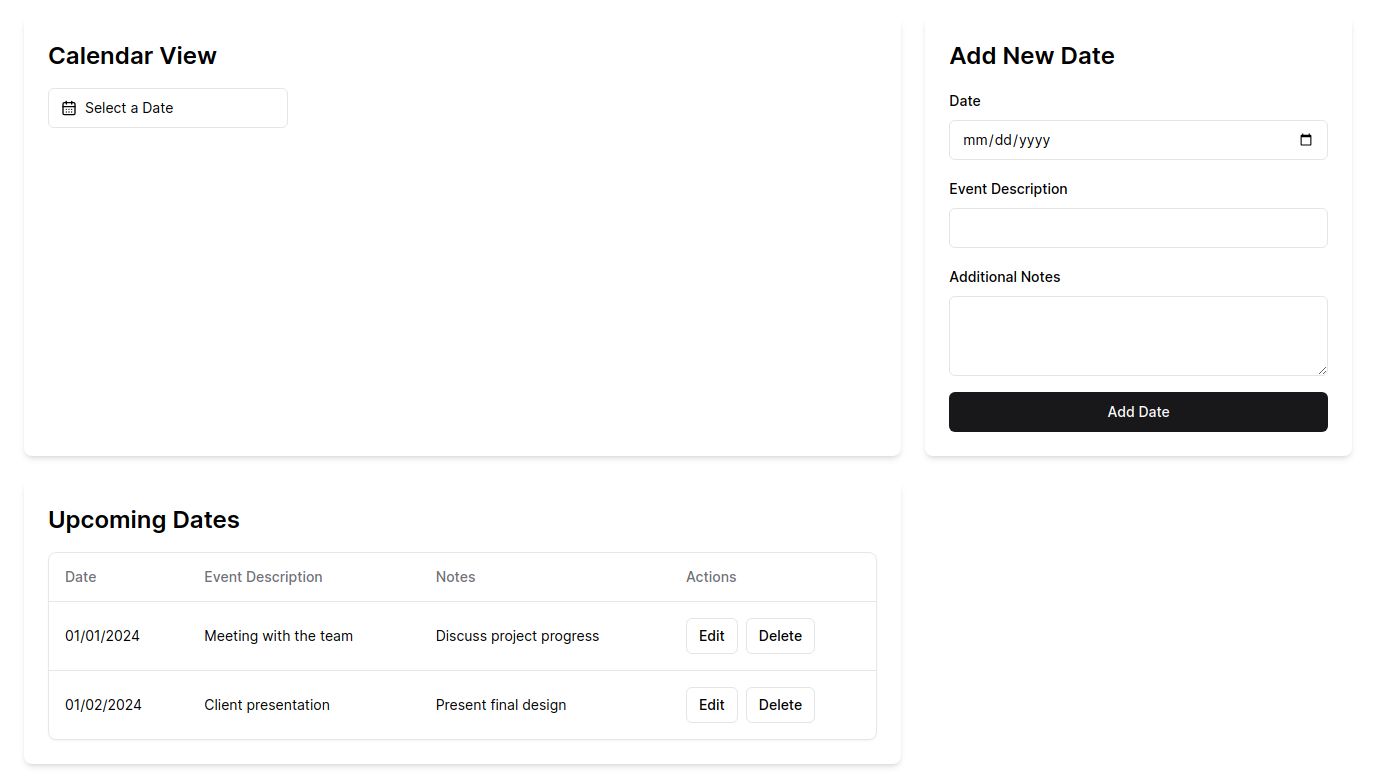 Calendar View
Select a Date
Add New Date
Date
mm/dd/yyyy
Event Description
Additional Notes
Add Date
Upcoming Dates
Date Event Description Notes Actions
01/01/2024 Meeting with the team Discuss project progress Edit Delete
01/02/2024 Client presentation Present final design Edit Delete